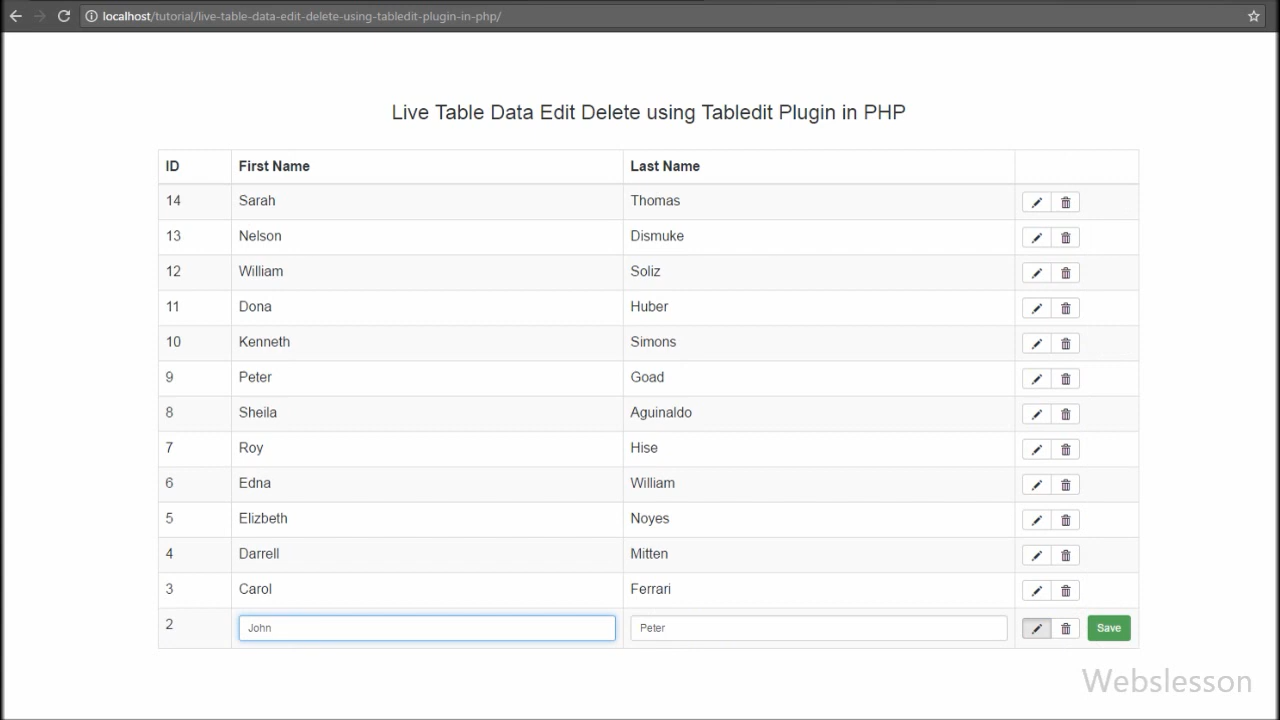 localhost/tutorial/live-table-data-edit-delete-using-tabledit-plugin-in-php/
Live Table Data Edit Delete using Tabledit Plugin in PHP
ID First Name Last Name
14 Sarah Thomas
13 Nelson Dismuke
12 William Soliz
11 Dona Huber
10 Kenneth Simons
9 Peter Goad
8 Sheila Aguinaldo
7 Roy Hise
6 Edna William
5 Elizbeth Noyes
4 Darrell Mitten
3 Carol Ferrari
2 John Peter Save
Webslesson